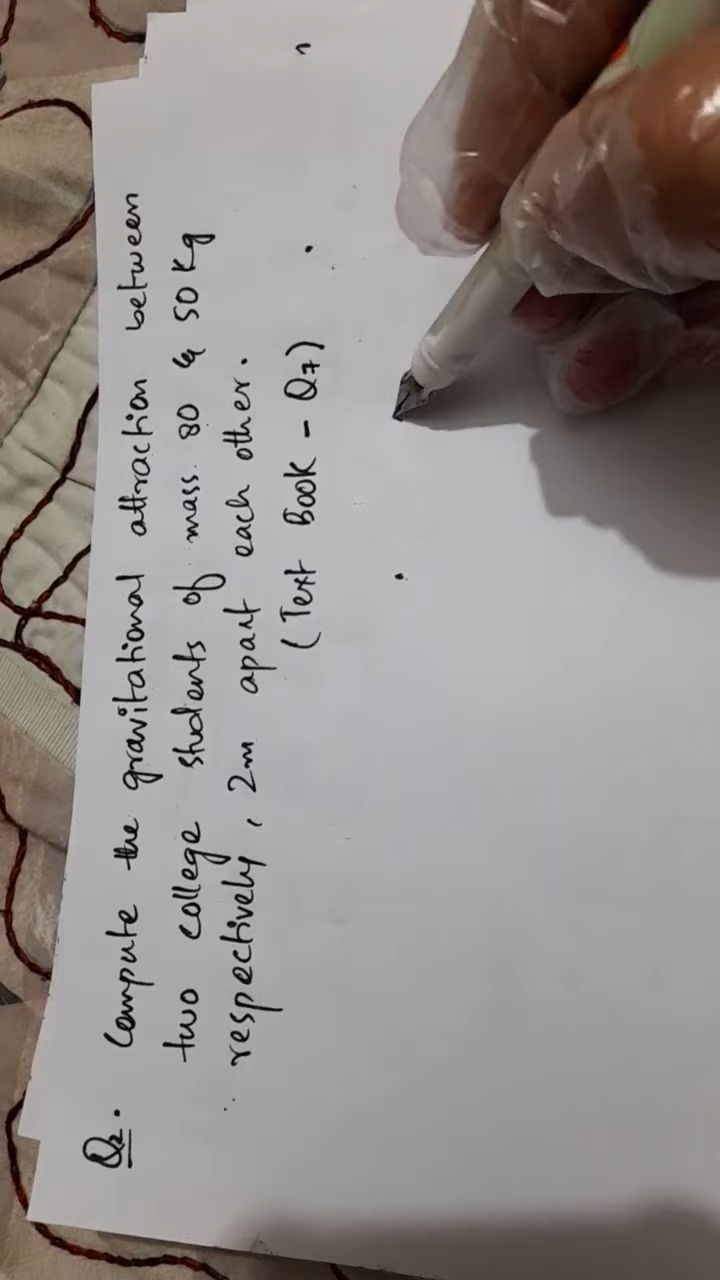 Q2. Compute the gravitational attraction between
two college students of mass 80 & 50 Kg
respectively, 2m apart each other.
(Text Book - Q7)